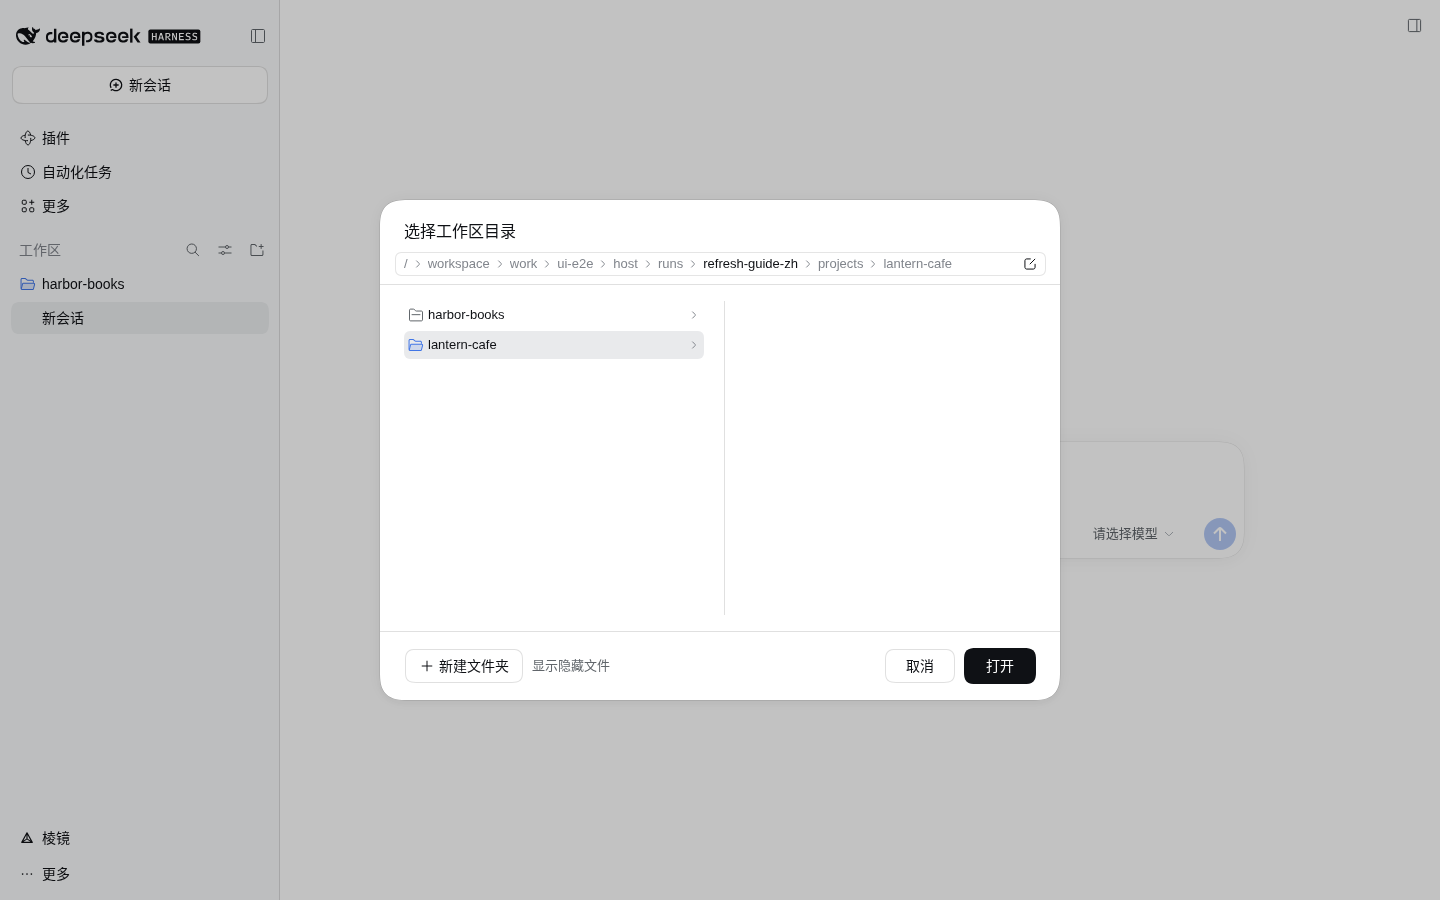 deepseek HARNESS
新会话
插件
自动化任务
更多
工作区
harbor-books
新会话
棱镜
更多
选择工作区目录
/ workspace work ui-e2e host runs refresh-guide-zh projects lantern-cafe
harbor-books
lantern-cafe
新建文件夹 显示隐藏文件 取消 打开
请选择模型